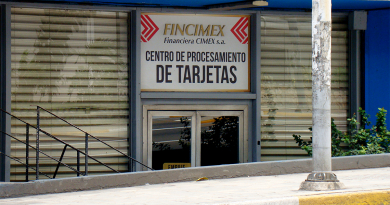 FINCIMEX
Financiera CIMEX s.a.
CENTRO DE PROCESAMIENTO
DE TARJETAS